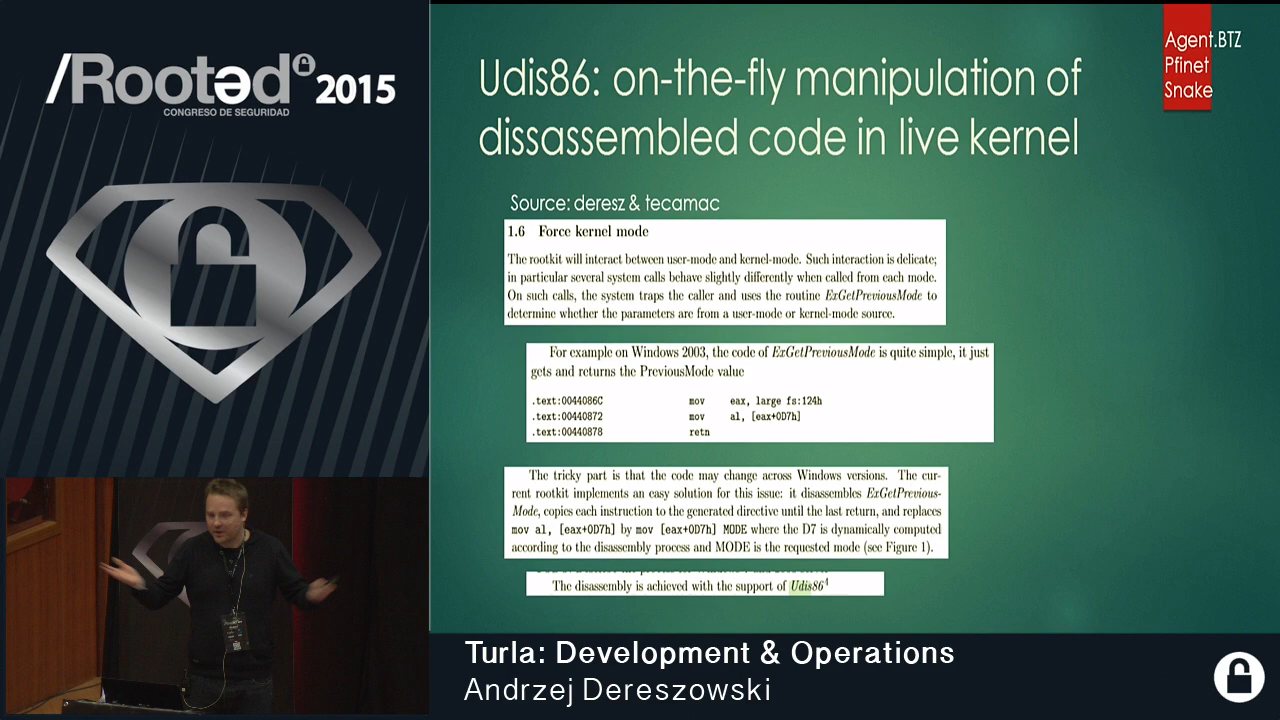 /Rooted® 2015
CONGRESO DE SEGURIDAD
Udis86: on-the-fly manipulation of
dissassembled code in live kernel
Agent.BTZ
Pfinet
Snake
Source: deresz & tecamac
1.6 Force kernel mode
The rootkit will interact between user-mode and kernel-mode. Such interaction is delicate;
in particular several system calls behave slightly differently when called from each mode.
On such calls, the system traps the caller and uses the routine ExGetPreviousMode to
determine whether the parameters are from a user-mode or kernel-mode source.
For example on Windows 2003, the code of ExGetPreviousMode is quite simple, it just
gets and returns the PreviousMode value
.text:0044086C mov eax, large fs:124h
.text:00440872 mov al, [eax+0D7h]
.text:00440878 retn
The tricky part is that the code may change across Windows versions. The cur-
rent rootkit implements an easy solution for this issue: it disassembles ExGetPrevious-
Mode, copies each instruction to the generated directive until the last return, and replaces
mov al, [eax+0D7h] by mov [eax+0D7h] MODE where the D7 is dynamically computed
according to the disassembly process and MODE is the requested mode (see Figure 1).
The disassembly is achieved with the support of Udis86⁴
Turla: Development & Operations
Andrzej Dereszowski